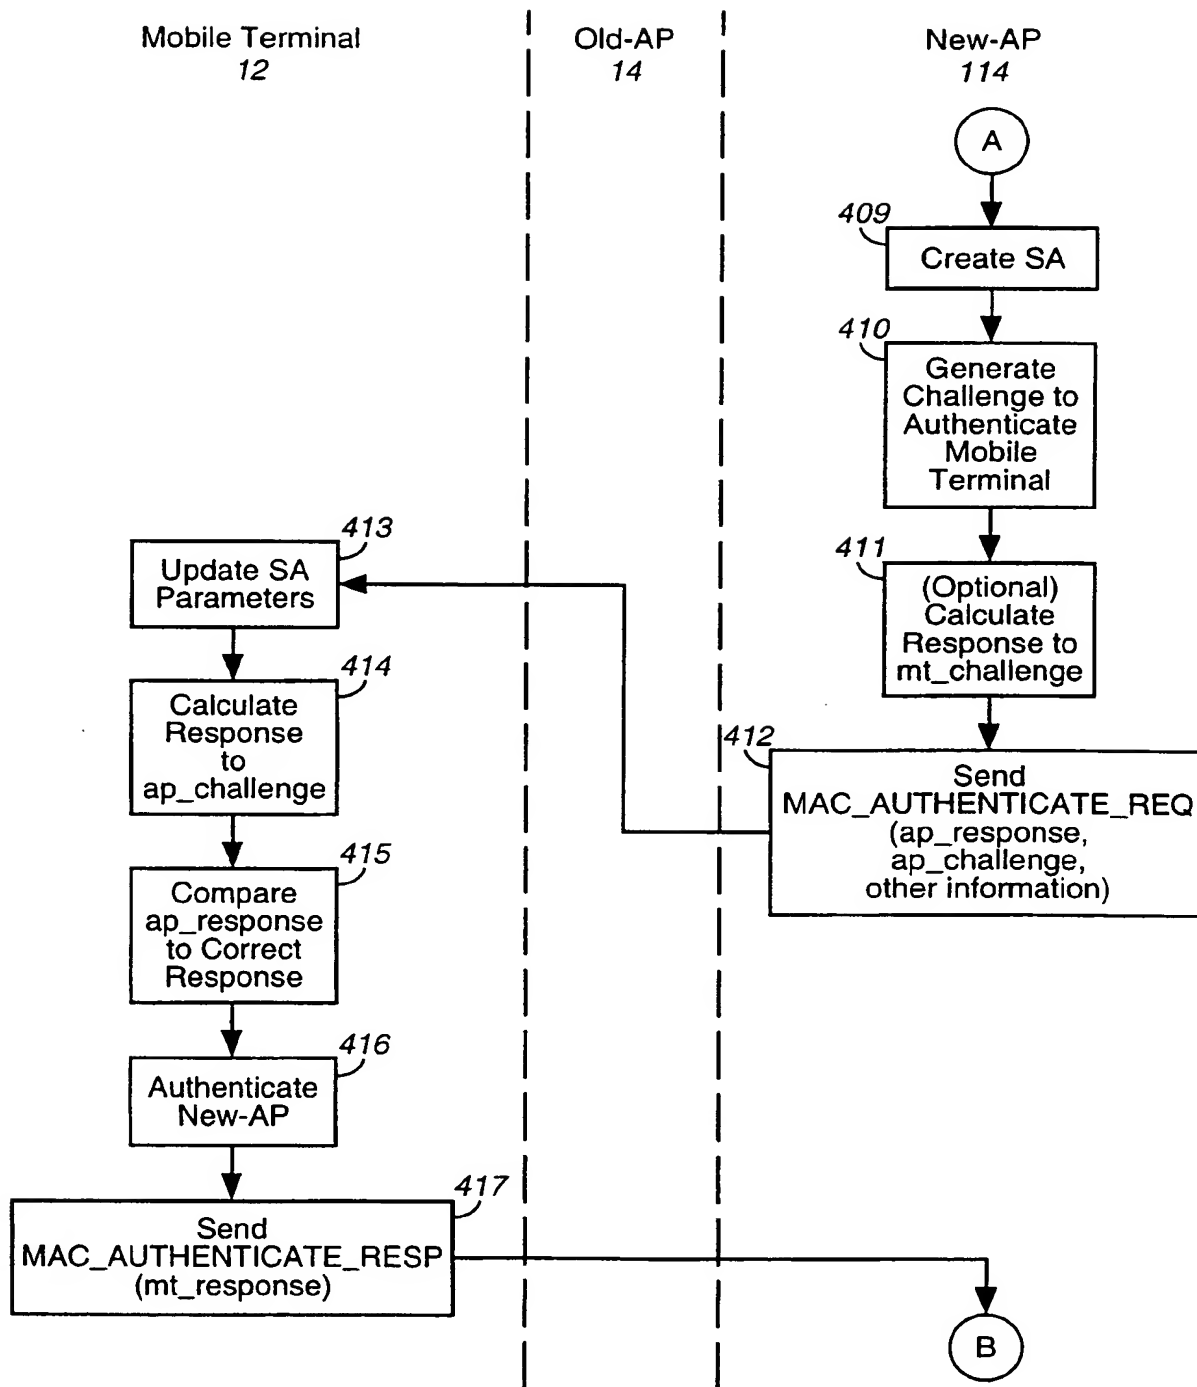 Mobile Terminal
12
Old-AP
14
New-AP
114
A
409
Create SA
410
Generate
Challenge to
Authenticate
Mobile
Terminal
411
(Optional)
Calculate
Response to
mt_challenge
412
Send
MAC_AUTHENTICATE_REQ
(ap_response,
ap_challenge,
other information)
413
Update SA
Parameters
414
Calculate
Response
to
ap_challenge
415
Compare
ap_response
to Correct
Response
416
Authenticate
New-AP
417
Send
MAC_AUTHENTICATE_RESP
(mt_response)
B